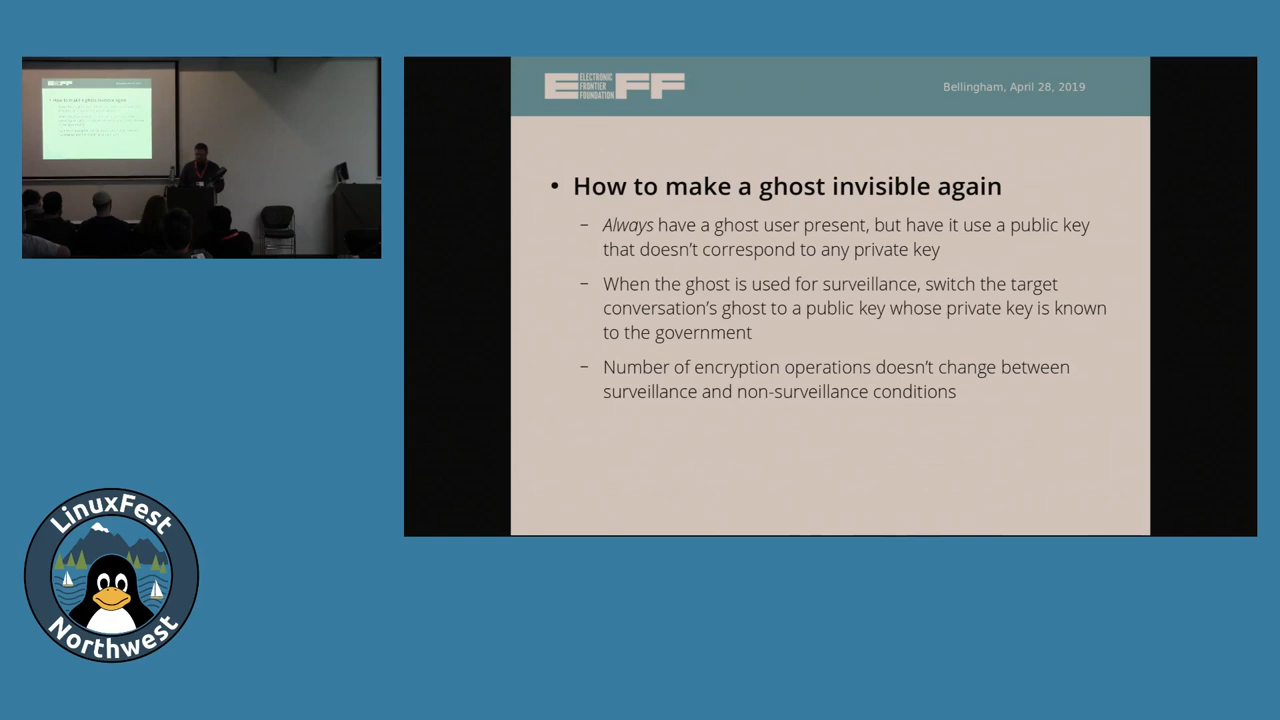 ELECTRONIC
FRONTIER
FOUNDATION
EFF
Bellingham, April 28, 2019
• How to make a ghost invisible again
– Always have a ghost user present, but have it use a public key
that doesn’t correspond to any private key
– When the ghost is used for surveillance, switch the target
conversation’s ghost to a public key whose private key is known
to the government
– Number of encryption operations doesn’t change between
surveillance and non-surveillance conditions
LinuxFest
Northwest